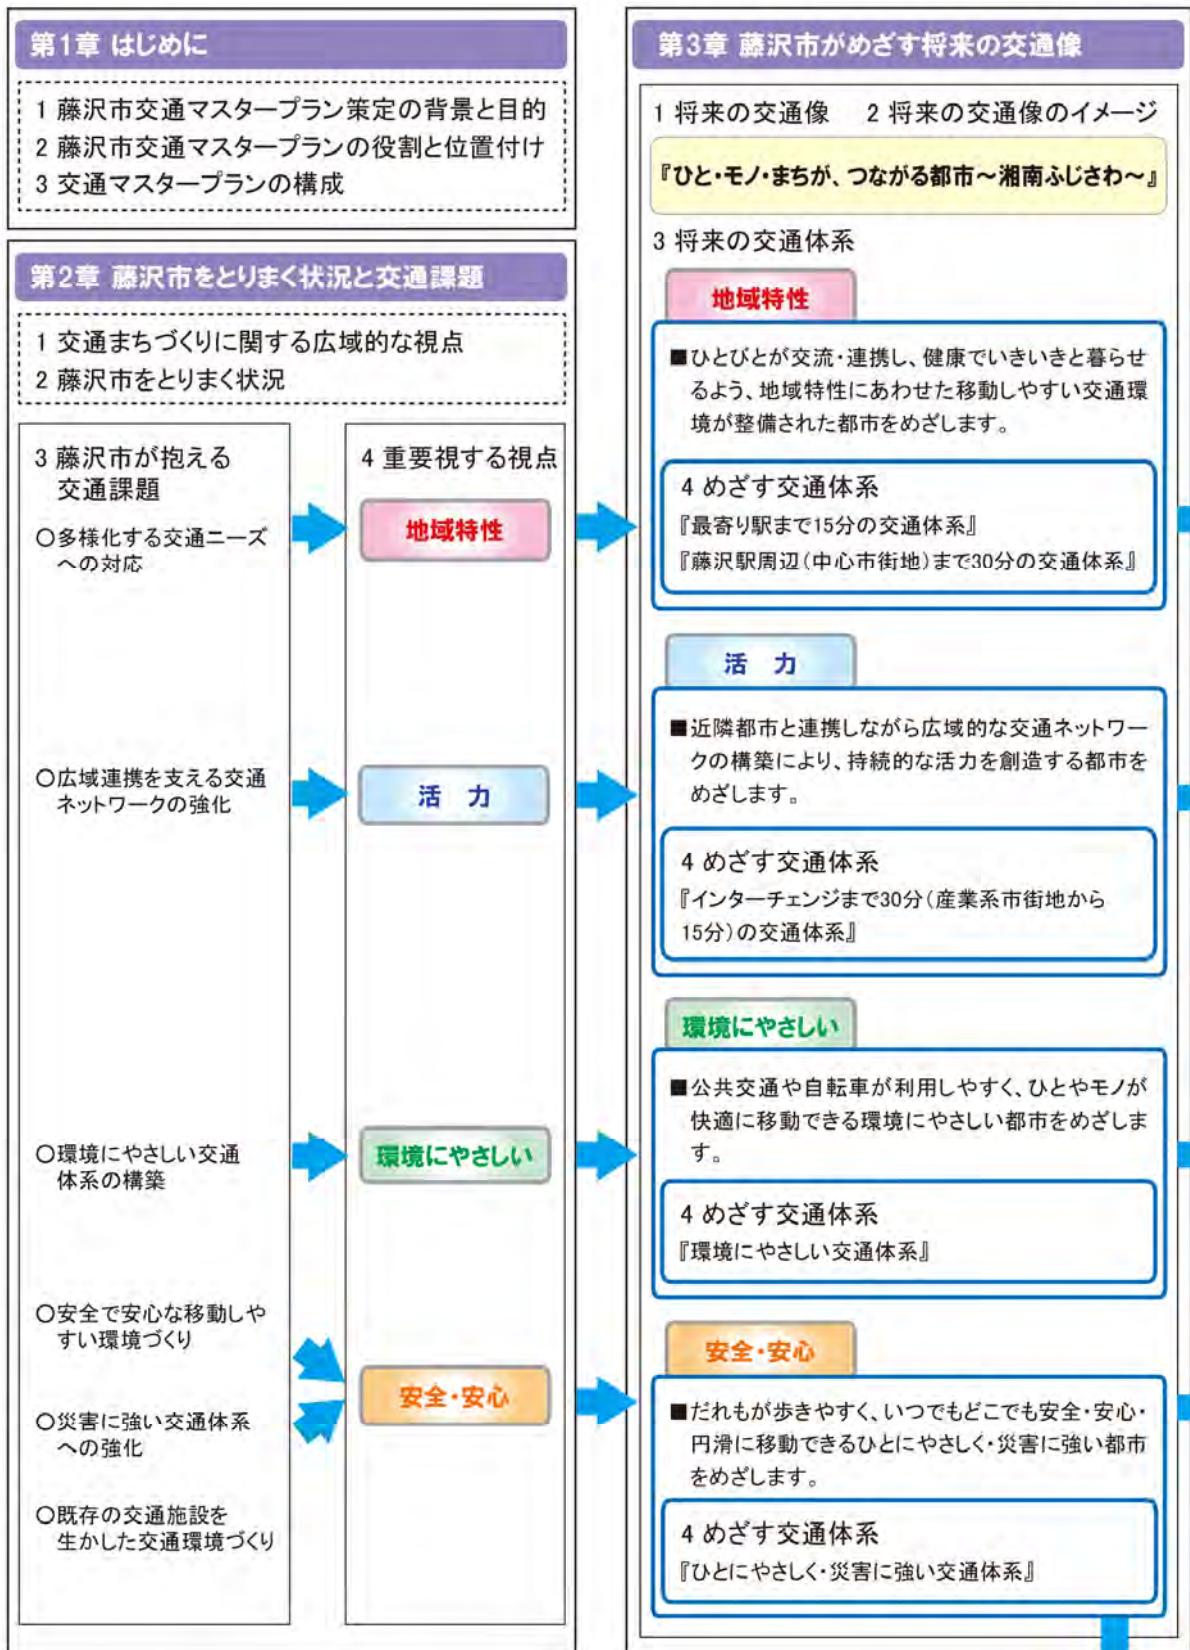 第1章 はじめに
1 藤沢市交通マスタープラン策定の背景と目的
2 藤沢市交通マスタープランの役割と位置付け
3 交通マスタープランの構成
第2章 藤沢市をとりまく状況と交通課題
1 交通まちづくりに関する広域的な視点
2 藤沢市をとりまく状況
3 藤沢市が抱える
交通課題
○多様化する交通ニーズ
への対応
○広域連携を支える交通
ネットワークの強化
○環境にやさしい交通
体系の構築
○安全で安心な移動しや
すい環境づくり
○災害に強い交通体系
への強化
○既存の交通施設を
生かした交通環境づくり
4 重要視する視点
地域特性
活 力
環境にやさしい
安全・安心
第3章 藤沢市がめざす将来の交通像
1 将来の交通像 2 将来の交通像のイメージ
『ひと・モノ・まちが、つながる都市～湘南ふじさわ～』
3 将来の交通体系
地域特性
■ひとびとが交流・連携し、健康でいきいきと暮らせ
るよう、地域特性にあわせた移動しやすい交通環
境が整備された都市をめざします。
4 めざす交通体系
『最寄り駅まで15分の交通体系』
『藤沢駅周辺(中心市街地)まで30分の交通体系』
活 力
■近隣都市と連携しながら広域的な交通ネットワー
クの構築により、持続的な活力を創造する都市を
めざします。
4 めざす交通体系
『インターチェンジまで30分(産業系市街地から
15分)の交通体系』
環境にやさしい
■公共交通や自転車が利用しやすく、ひとやモノが
快適に移動できる環境にやさしい都市をめざしま
す。
4 めざす交通体系
『環境にやさしい交通体系』
安全・安心
■だれもが歩きやすく、いつでもどこでも安全・安心・
円滑に移動できるひとにやさしく・災害に強い都市
をめざします。
4 めざす交通体系
『ひとにやさしく・災害に強い交通体系』